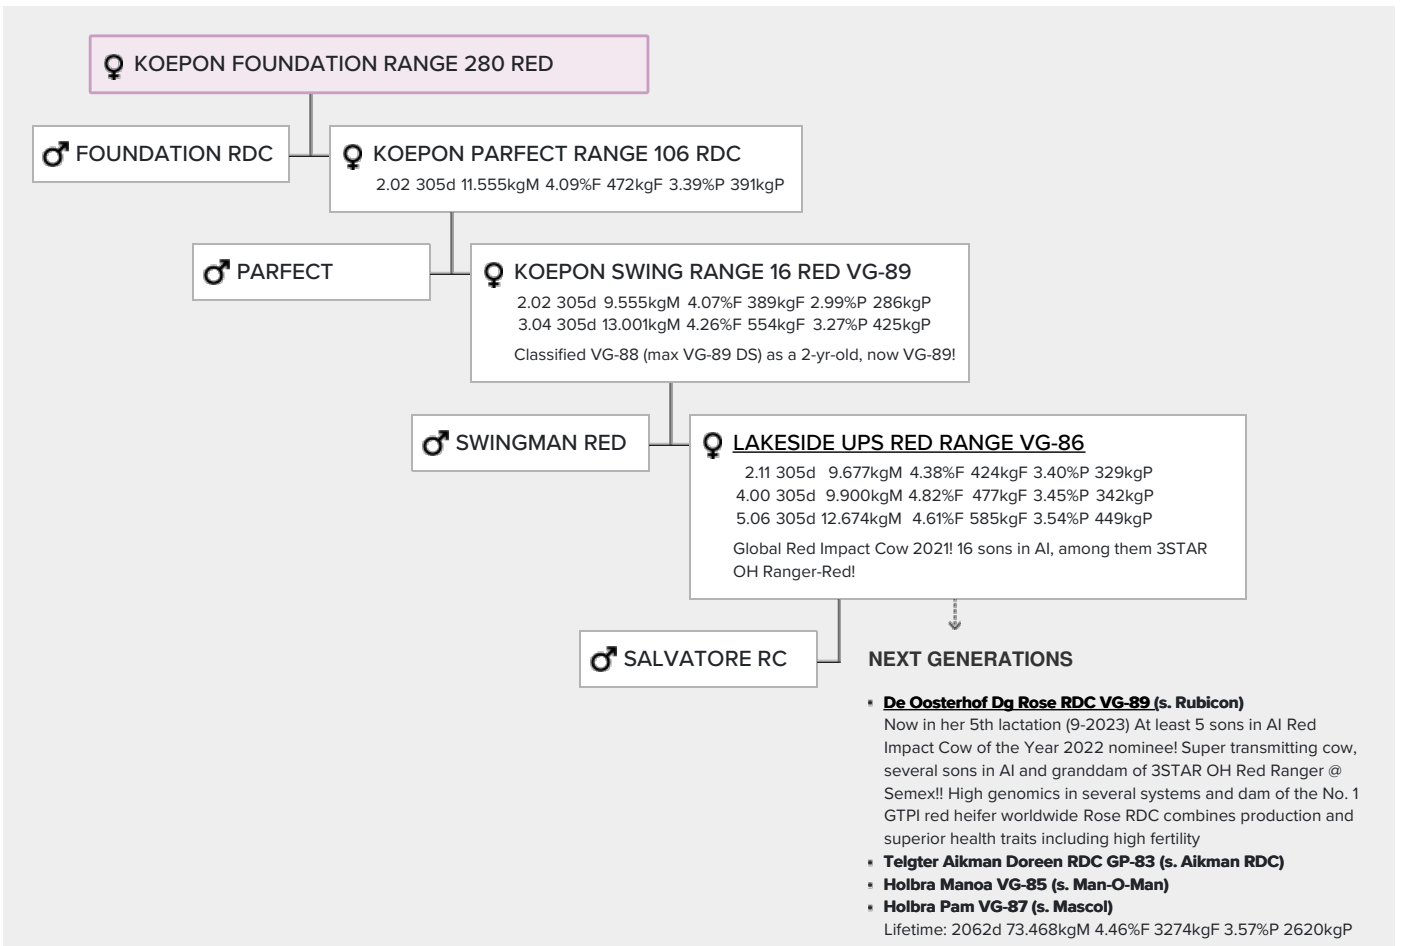 KOEPON FOUNDATION RANGE 280 RED
FOUNDATION RDC
KOEPON PARFECT RANGE 106 RDC
2.02 305d 11.555kgM 4.09%F 472kgF 3.39%P 391kgP
PARFECT
KOEPON SWING RANGE 16 RED VG-89
2.02 305d 9.555kgM 4.07%F 389kgF 2.99%P 286kgP
3.04 305d 13.001kgM 4.26%F 554kgF 3.27%P 425kgP
Classified VG-88 (max VG-89 DS) as a 2-yr-old, now VG-89!
SWINGMAN RED
LAKESIDE UPS RED RANGE VG-86
2.11 305d 9.677kgM 4.38%F 424kgF 3.40%P 329kgP
4.00 305d 9.900kgM 4.82%F 477kgF 3.45%P 342kgP
5.06 305d 12.674kgM 4.61%F 585kgF 3.54%P 449kgP
Global Red Impact Cow 2021! 16 sons in AI, among them 3STAR
OH Ranger-Red!
SALVATORE RC
NEXT GENERATIONS
De Oosterhof Dg Rose RDC VG-89 (s. Rubicon)
Now in her 5th lactation (9-2023) At least 5 sons in AI Red
Impact Cow of the Year 2022 nominee! Super transmitting cow,
several sons in AI and granddam of 3STAR OH Red Ranger @
Semex!! High genomics in several systems and dam of the No. 1
GTPI red heifer worldwide Rose RDC combines production and
superior health traits including high fertility
Telgter Aikman Doreen RDC GP-83 (s. Aikman RDC)
Holbra Manoa VG-85 (s. Man-O-Man)
Holbra Pam VG-87 (s. Mascol)
Lifetime: 2062d 73.468kgM 4.46%F 3274kgF 3.57%P 2620kgP